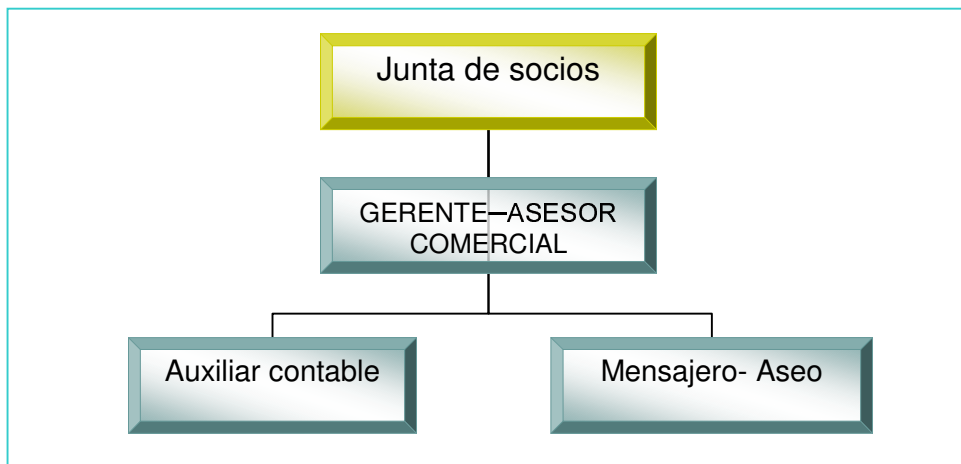 Junta de socios
GERENTE–ASESOR
COMERCIAL
Auxiliar contable
Mensajero- Aseo